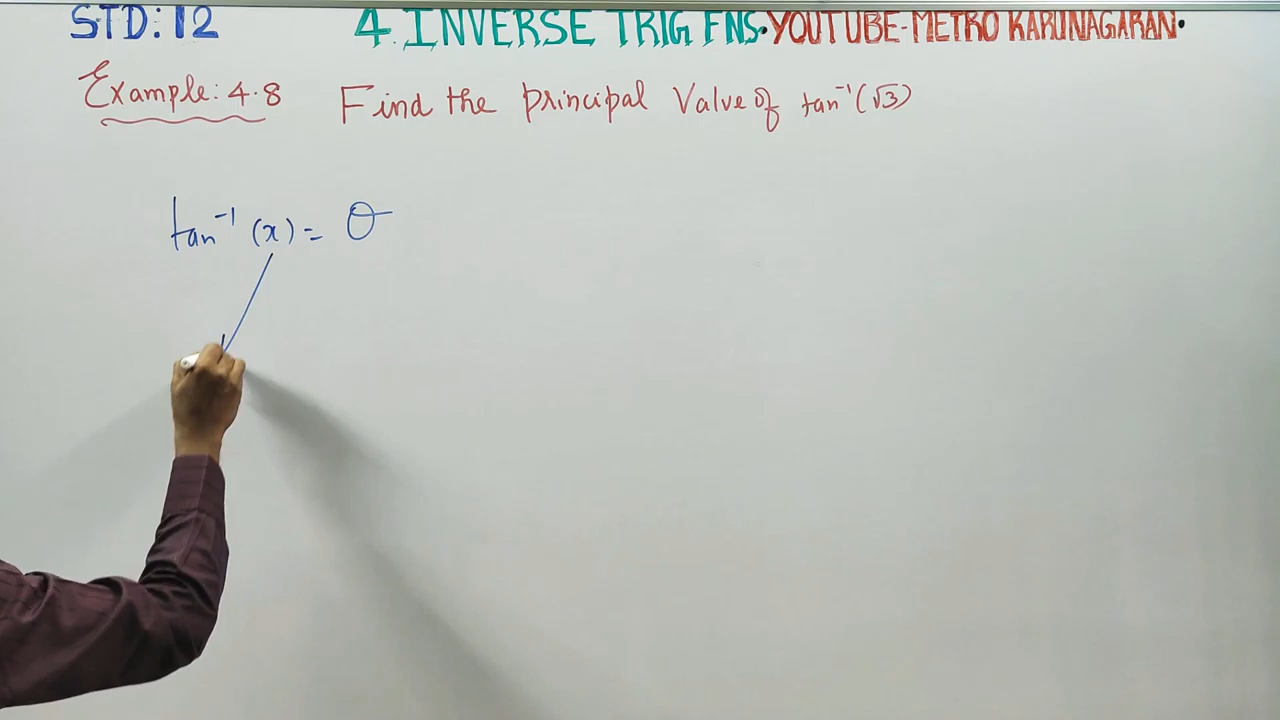 STD: 12 4. INVERSE TRIG FNS. YOUTUBE-METRO KARUNAGARAN.
Example: 4.8 Find the principal Value of tan⁻¹(√3)
tan⁻¹ (x) = θ